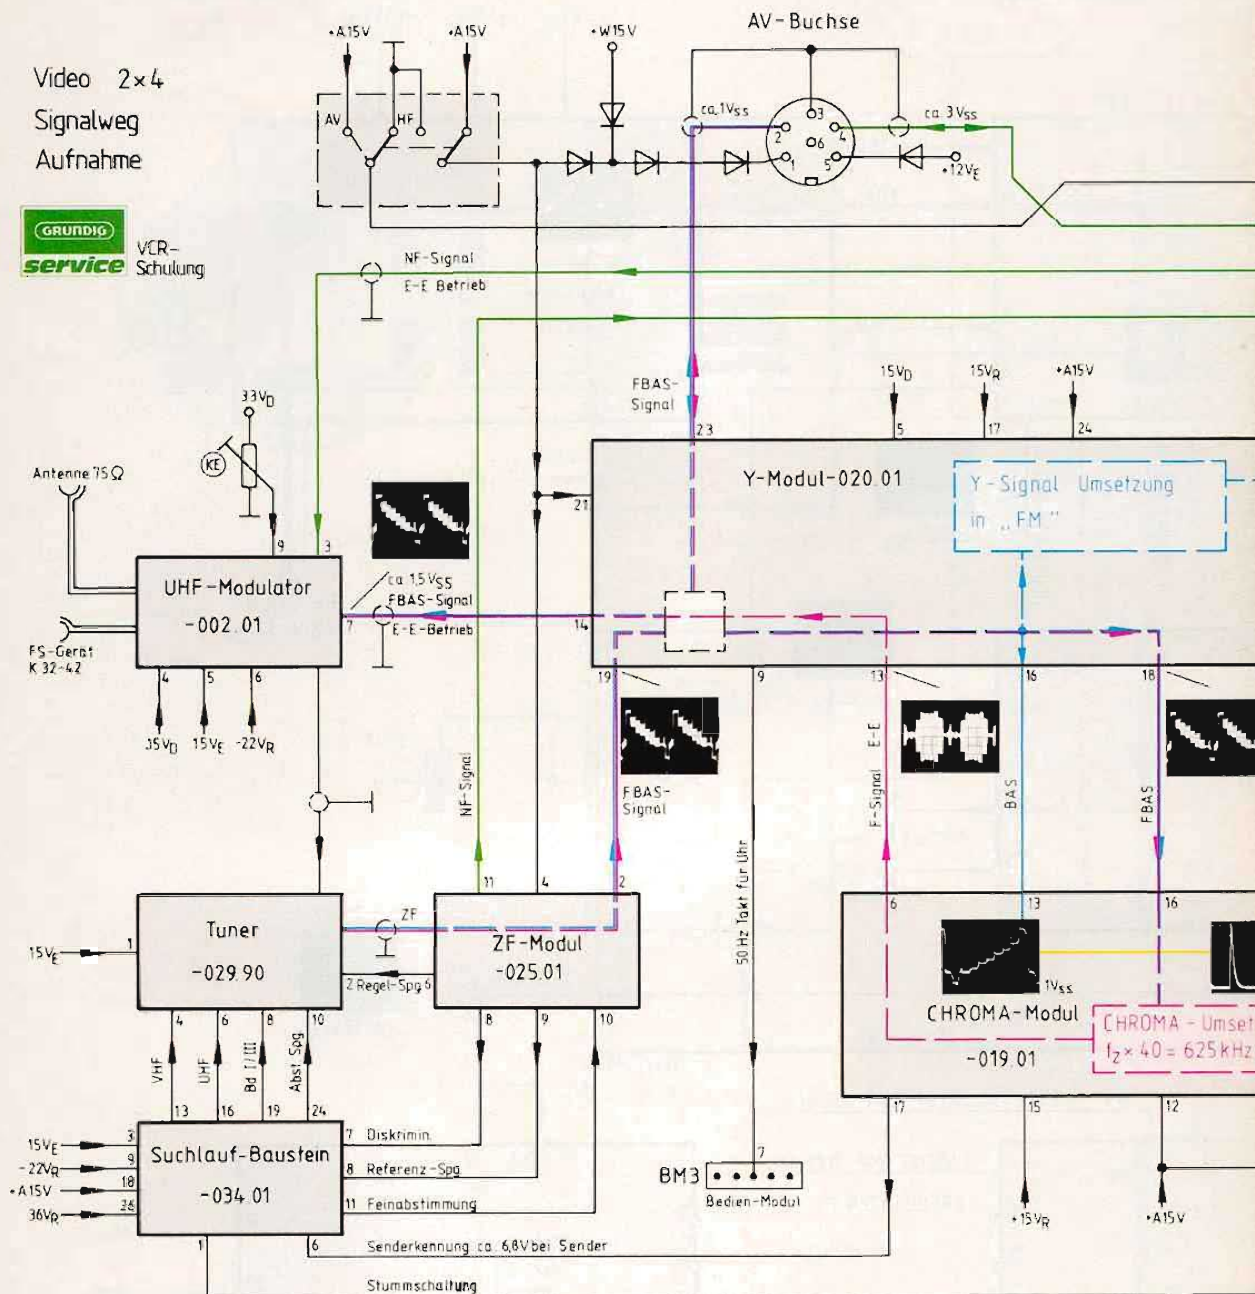 AV-Buchse
+A15V
+A15V
+W15V
Video 2×4
Signalweg
Aufnahme
AV
HF
ca.1Vss
ca. 3Vss
3
2
4
6
1
5
+12VE
GRUNDIG
service
VCR-
Schulung
NF-Signal
E-E Betrieb
FBAS-
Signal
15VD
15VR
+A15V
33VD
KE
23
5
17
24
Antenne 75Ω
Y-Modul-020.01
Y-Signal Umsetzung
in „FM"
21
9
3
UHF-Modulator
-002.01
ca 1,5Vss
FBAS-Signal
E-E-Betrieb
7
14
FS-Gerät
K 32-42
4
5
6
19
9
13
16
18
15VE
-22VR
NF-Signal
FBAS-
Signal
F-Signal E-E
BAS
FBAS
50Hz Takt für Uhr
11
4
2
6
13
16
Tuner
-029.90
ZF
ZF-Modul
-025.01
15VE
1
2 Regel-Spg 6
1Vss
CHROMA-Modul
-019.01
CHROMA-Umset
fz×40=625kHz
4
6
8
10
8
9
10
VHF
UHF
Bd I/III
Abst.Spg
17
15
12
13
16
19
24
15VE
3
-22VR
9
+A15V
18
36VR
Suchlauf-Baustein
-034.01
7 Diskrimin.
8 Referenz-Spg
11 Feinabstimmung
7
BM3
Bedien-Modul
+15VR
+A15V
1
6
Senderkennung ca. 6,8V bei Sender
Stummschaltung